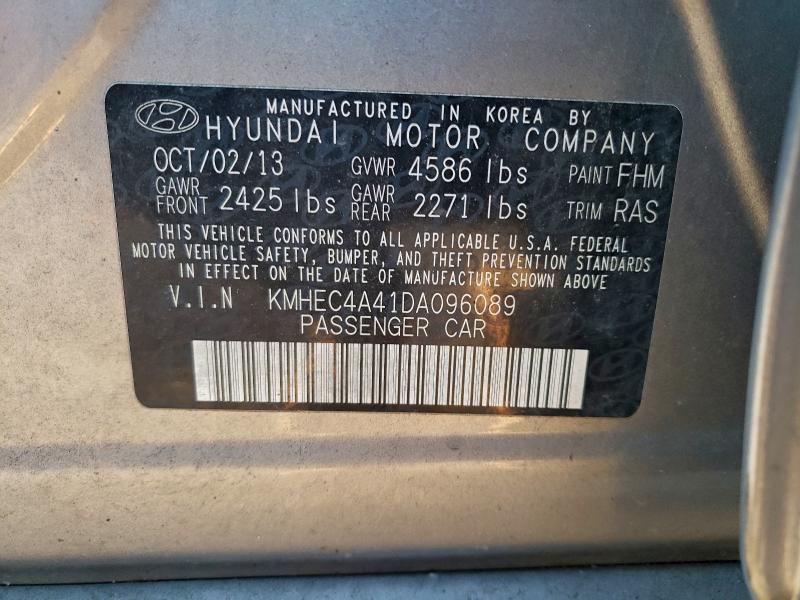 MANUFACTURED IN KOREA BY
HYUNDAI MOTOR COMPANY
OCT/02/13 GVWR 4586 lbs PAINT FHM
GAWR FRONT 2425 lbs GAWR REAR 2271 lbs TRIM RAS
THIS VEHICLE CONFORMS TO ALL APPLICABLE U.S.A. FEDERAL
MOTOR VEHICLE SAFETY, BUMPER, AND THEFT PREVENTION STANDARDS
IN EFFECT ON THE DATE OF MANUFACTURE SHOWN ABOVE
V.I.N KMHEC4A41DA096089
PASSENGER CAR